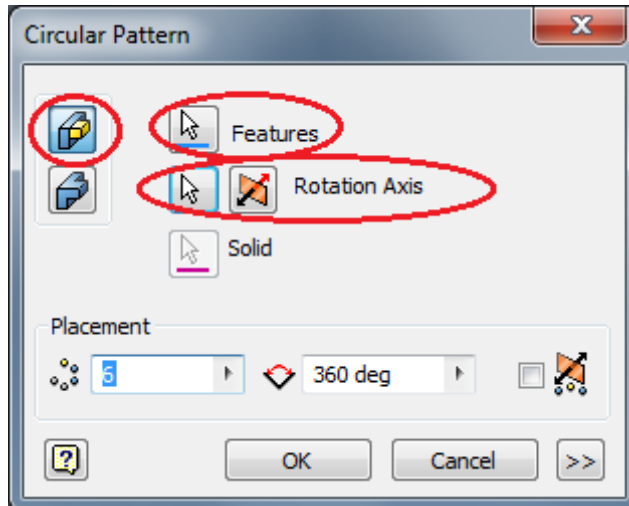 Circular Pattern
Features
Rotation Axis
Solid
Placement
6
360 deg
OK
Cancel
>>